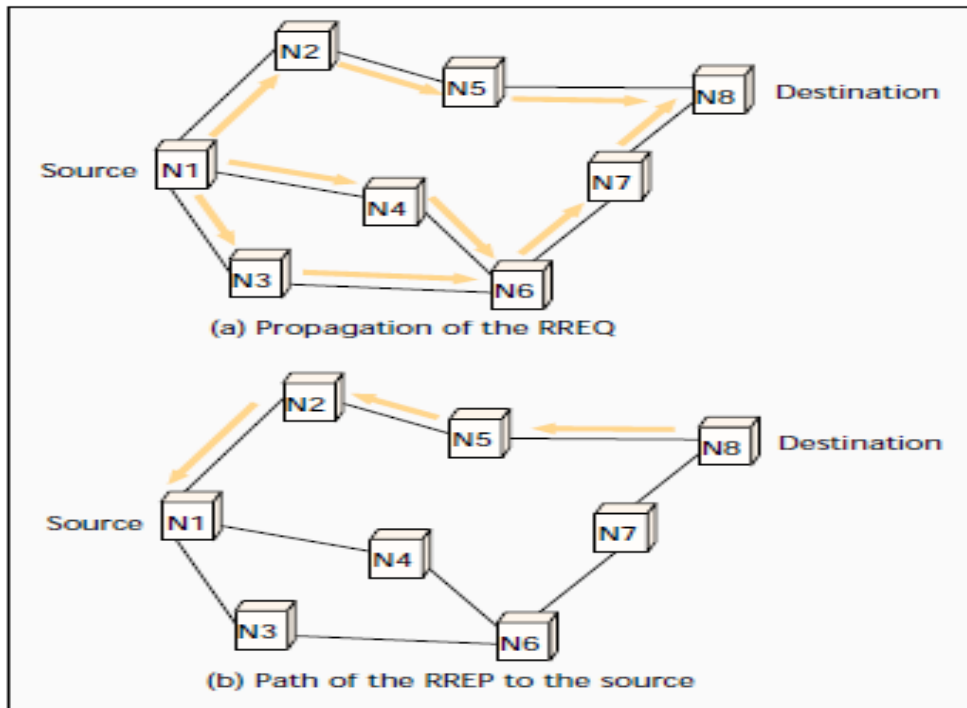 N2
N5
N8 Destination
Source N1
N7
N4
N3
N6
(a) Propagation of the RREQ
N2
N5
N8 Destination
Source N1
N7
N4
N3
N6
(b) Path of the RREP to the source